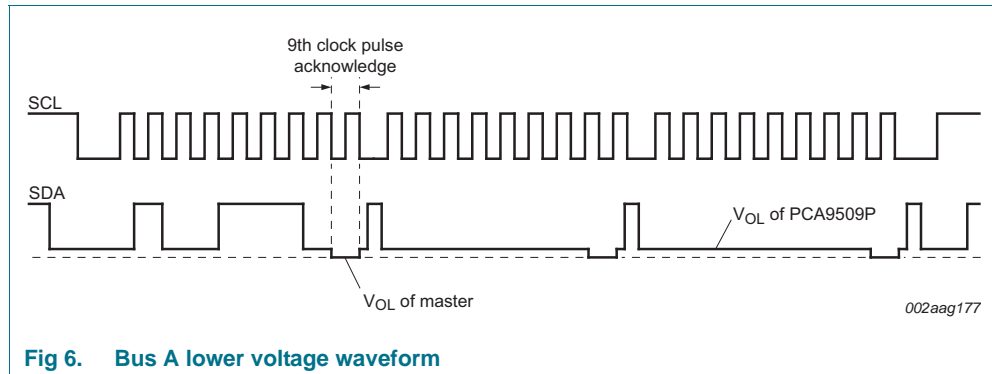 9th clock pulse
acknowledge
SCL
SDA
VOL of PCA9509P
VOL of master
002aag177
Fig 6. Bus A lower voltage waveform